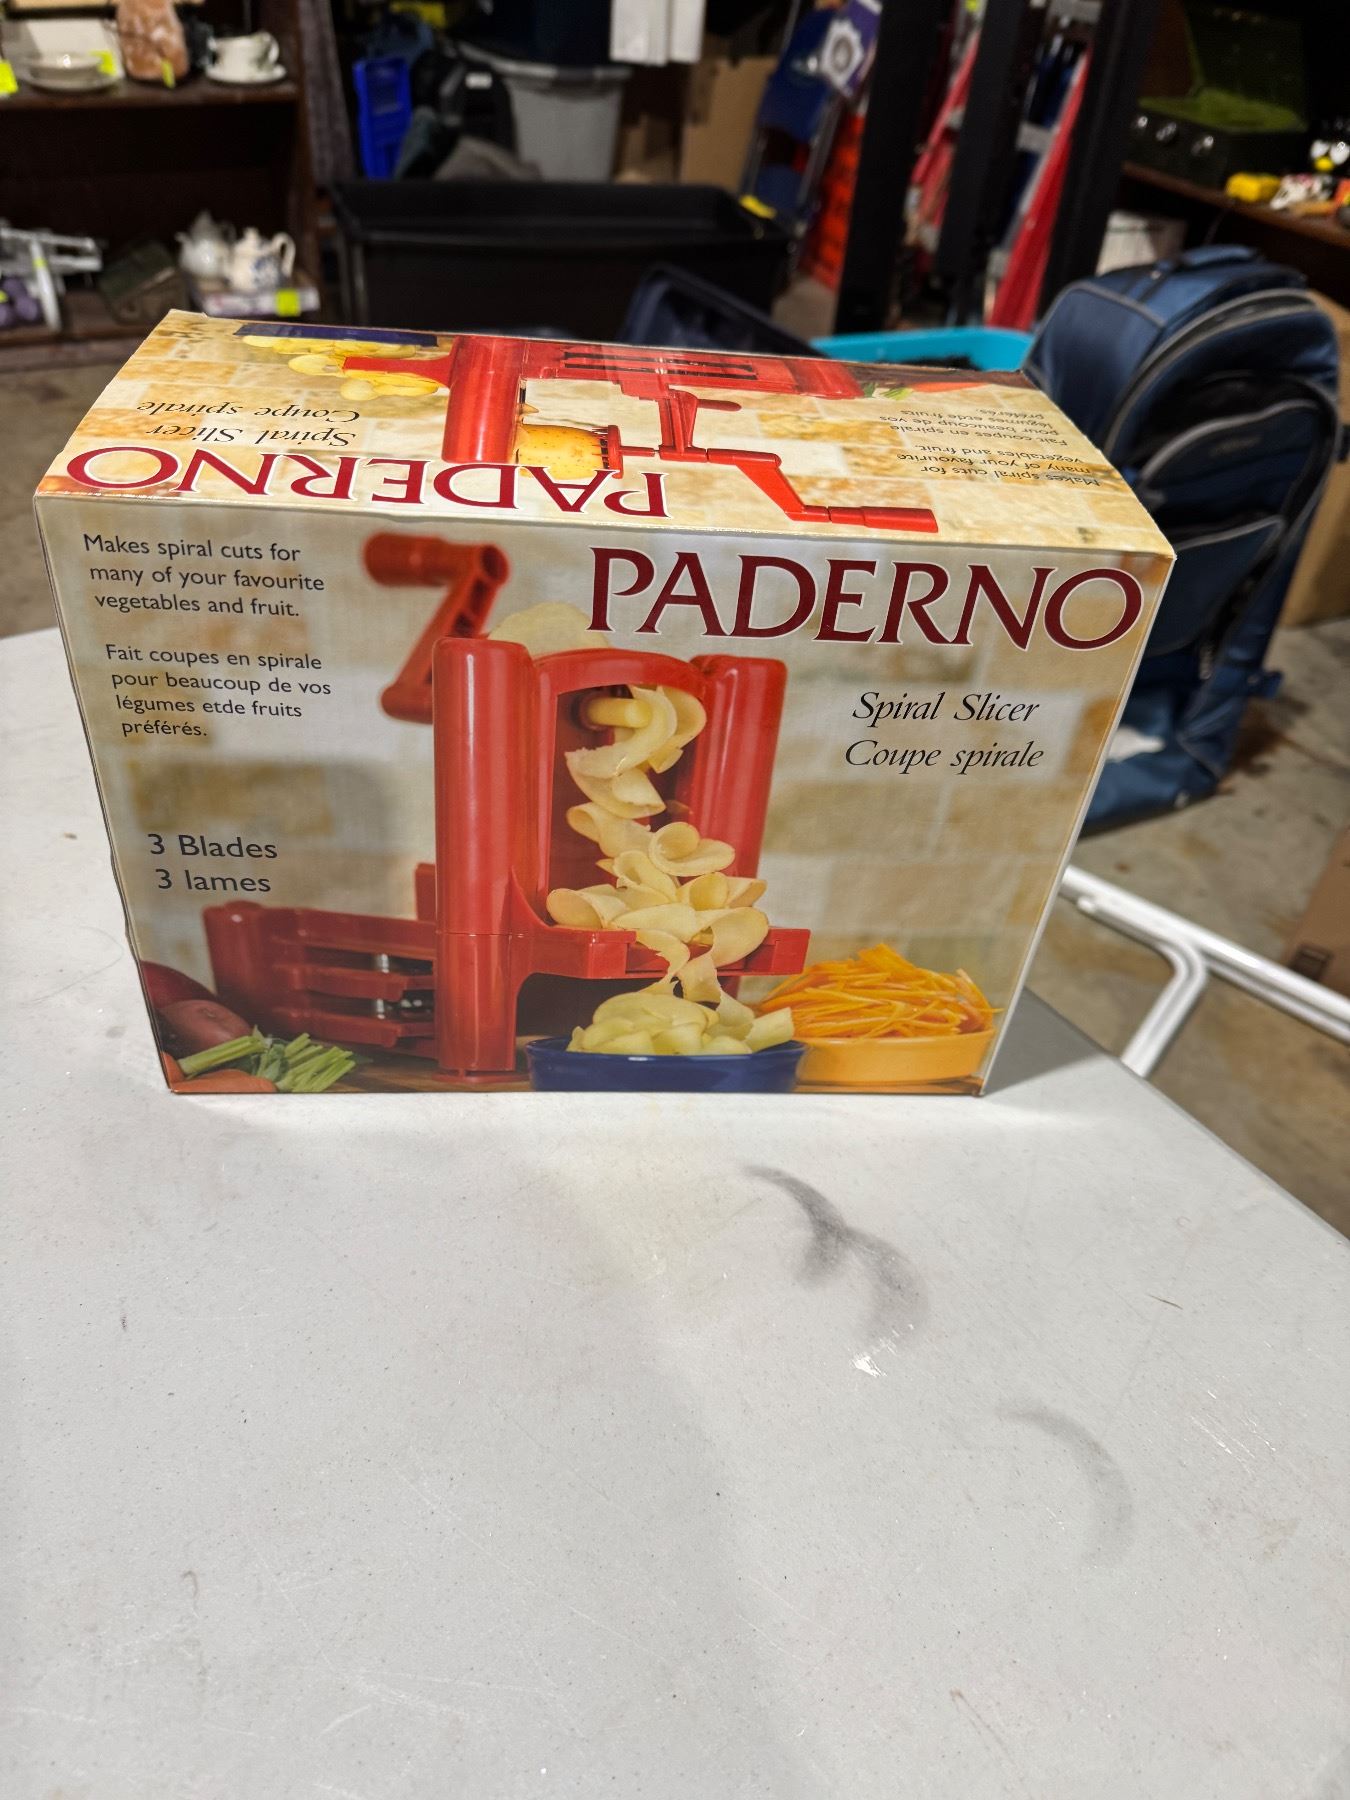 Coupe spirale
Spiral Slicer
PADERNO
Makes spiral cuts for
many of your favourite
vegetables and fruit.
Fait coupes en spirale
pour beaucoup de vos
légumes etde fruits
préférés.
Makes spiral cuts for
many of your favourite
vegetables and fruit.
Fait coupes en spirale
pour beaucoup de vos
légumes etde fruits
préférés.
3 Blades
3 lames
PADERNO
Spiral Slicer
Coupe spirale